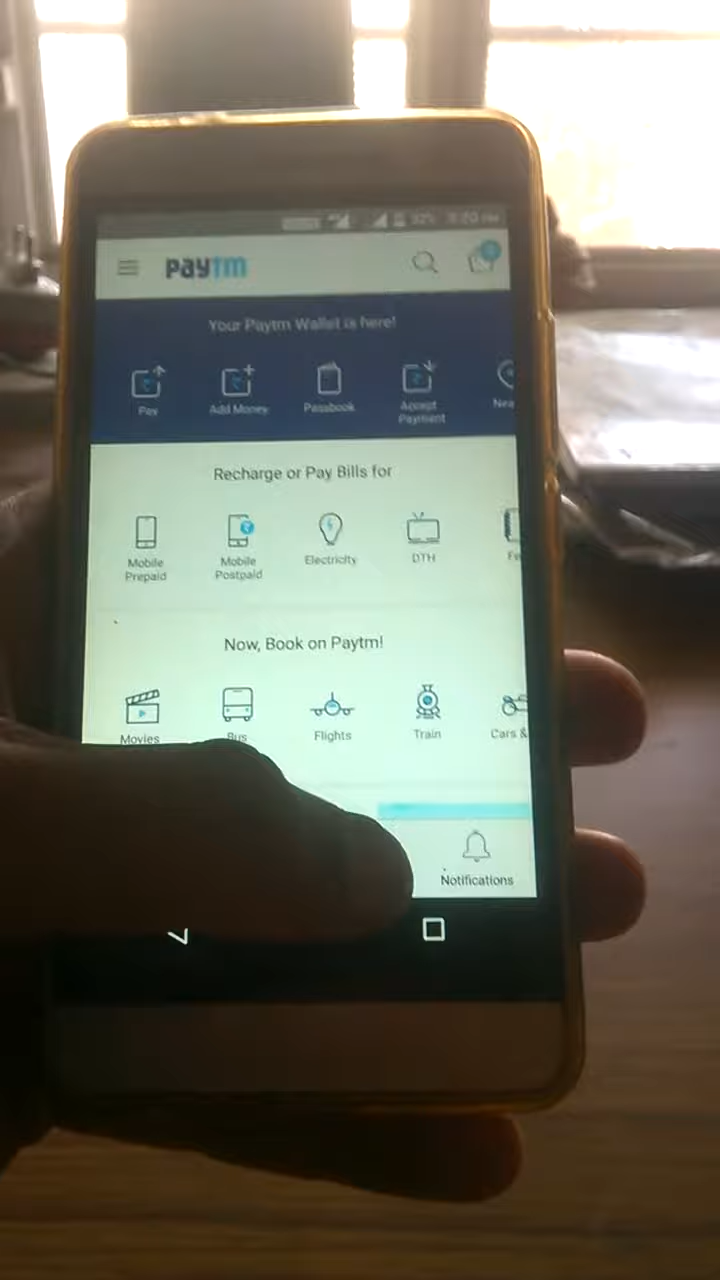 paytm
Your Paytm Wallet is here!
Pay
Add Money
Passbook
Accept
Payment
Recharge or Pay Bills for
Mobile
Prepaid
Mobile
Postpaid
Electricity
DTH
Now, Book on Paytm!
Movies
Bus
Flights
Train
Cars &
Notifications